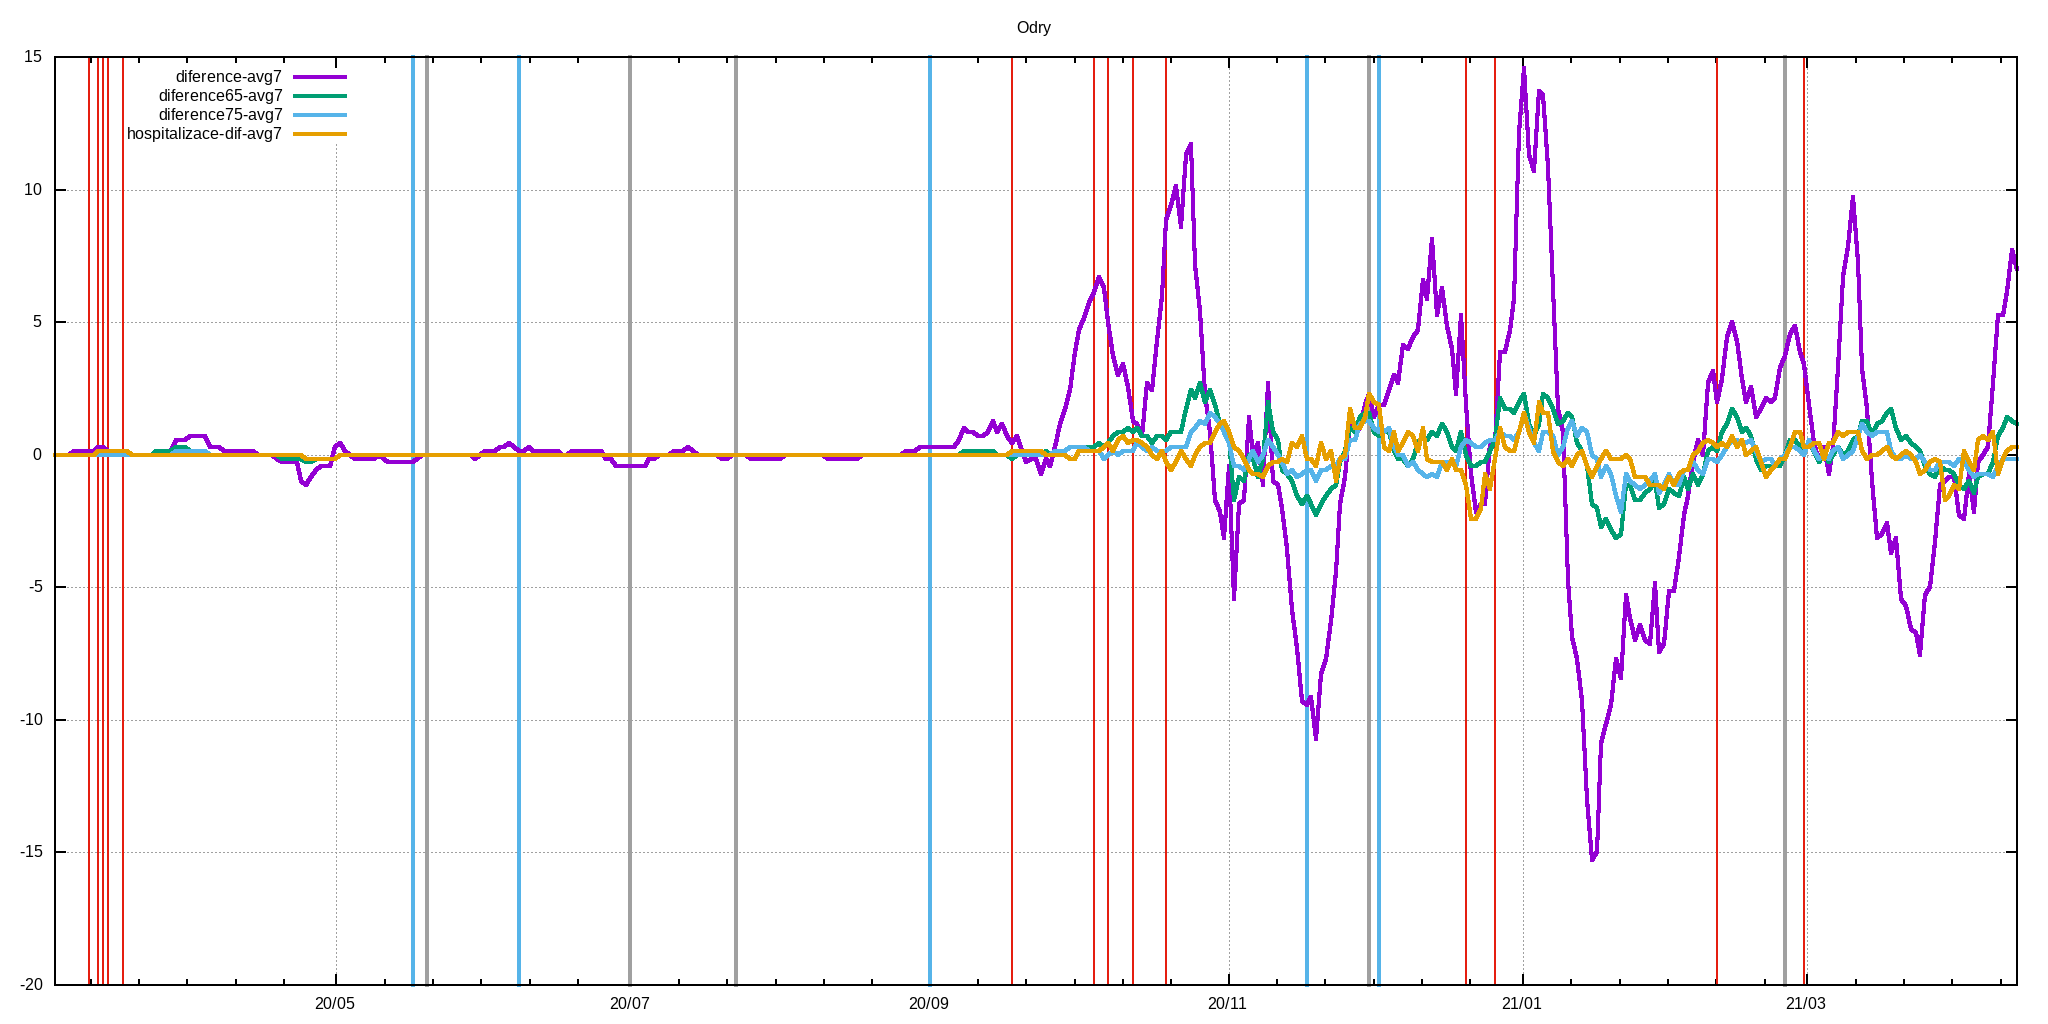 Odry
15
diference-avg7
diference65-avg7
diference75-avg7
hospitalizace-dif-avg7
10
5
0
-5
-10
-15
-20
20/05 20/07 20/09 20/11 21/01 21/03